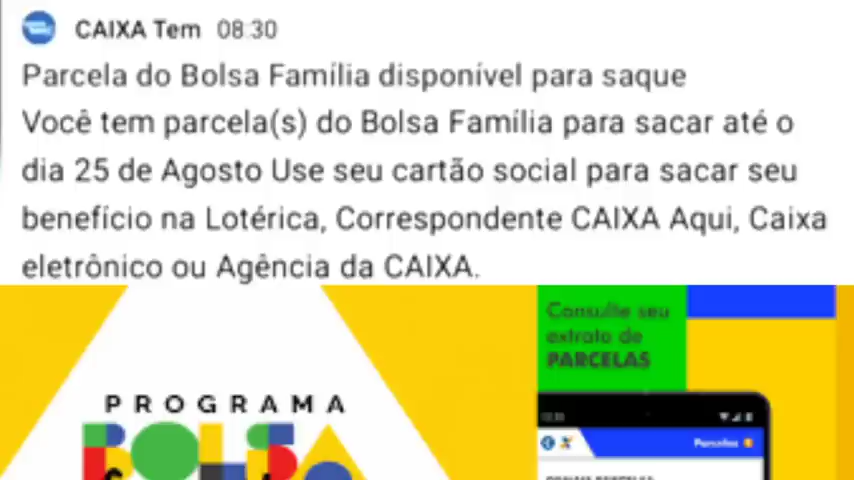 CAIXA Tem 08:30
Parcela do Bolsa Família disponível para saque
Você tem parcela(s) do Bolsa Família para sacar até o
dia 25 de Agosto Use seu cartão social para sacar seu
benefício na Lotérica, Correspondente CAIXA Aqui, Caixa
eletrônico ou Agência da CAIXA.
PROGRAMA
BOLSA
Consulte seu
extrato de
PARCELAS
Parcelas